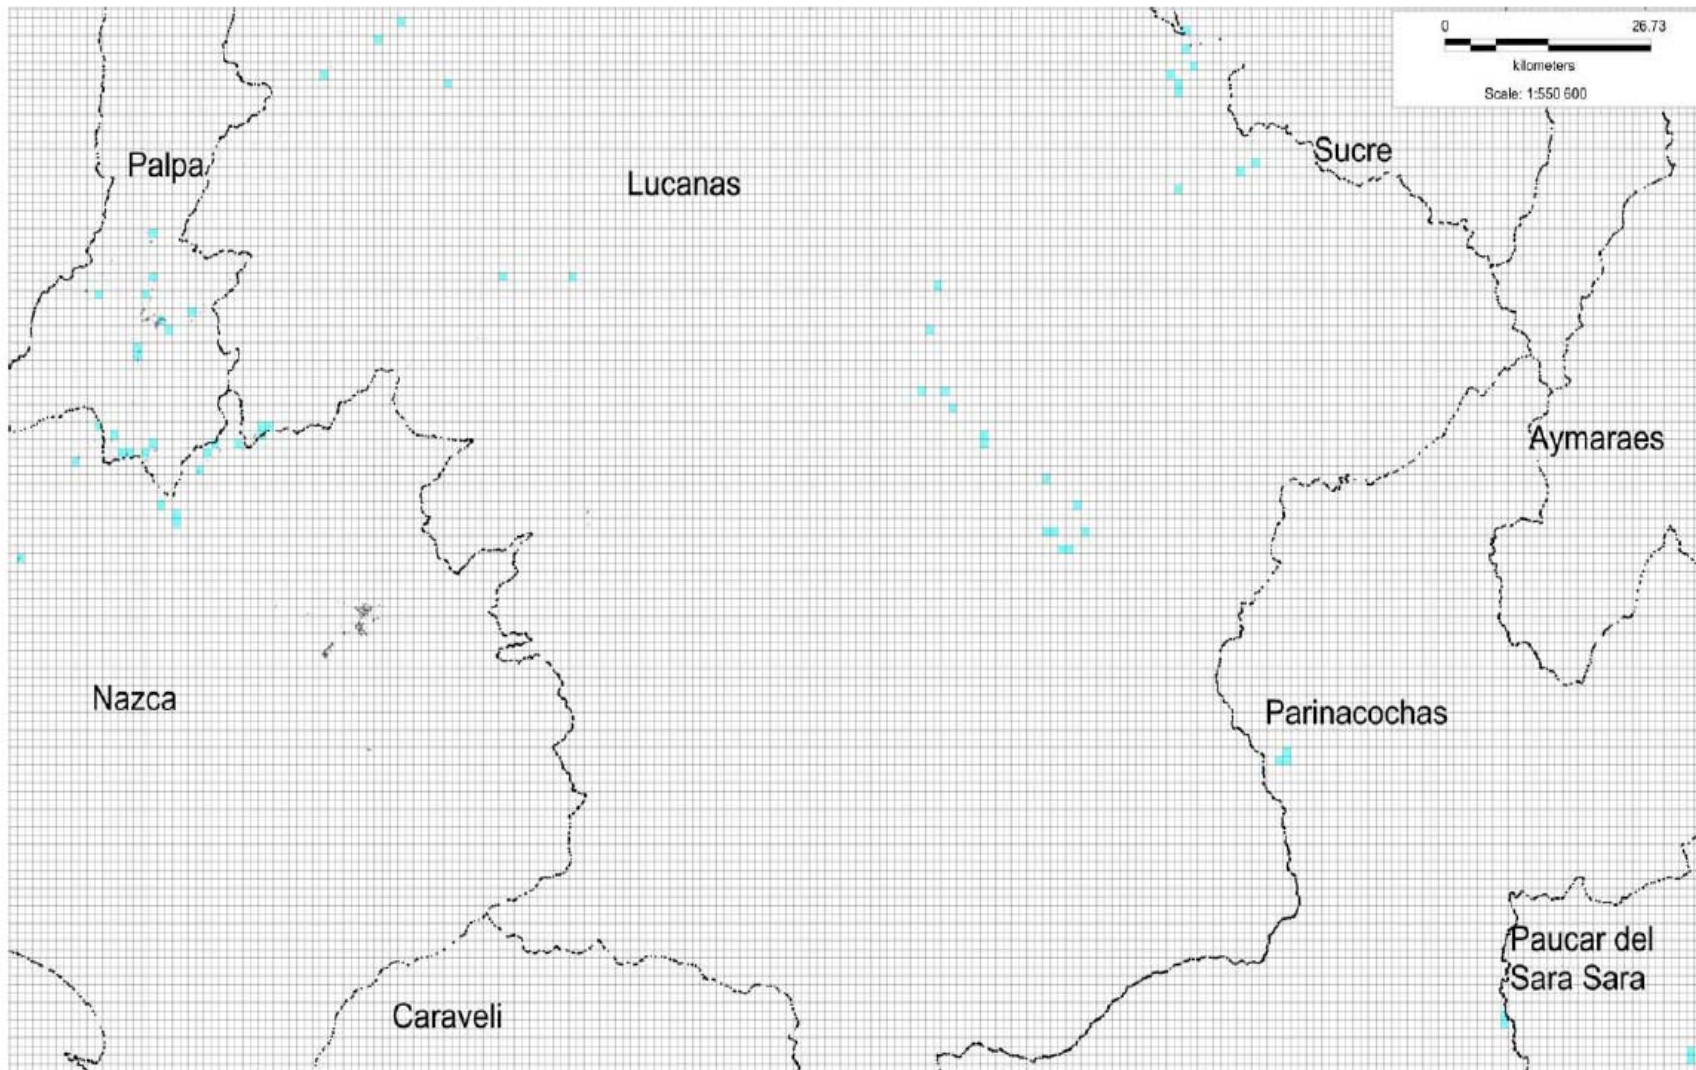 0 26.73
kilometers
Scale: 1:550 600
Sucre
Palpa
Lucanas
Aymaraes
Nazca
Parinacochas
Paucar del
Sara Sara
Caraveli